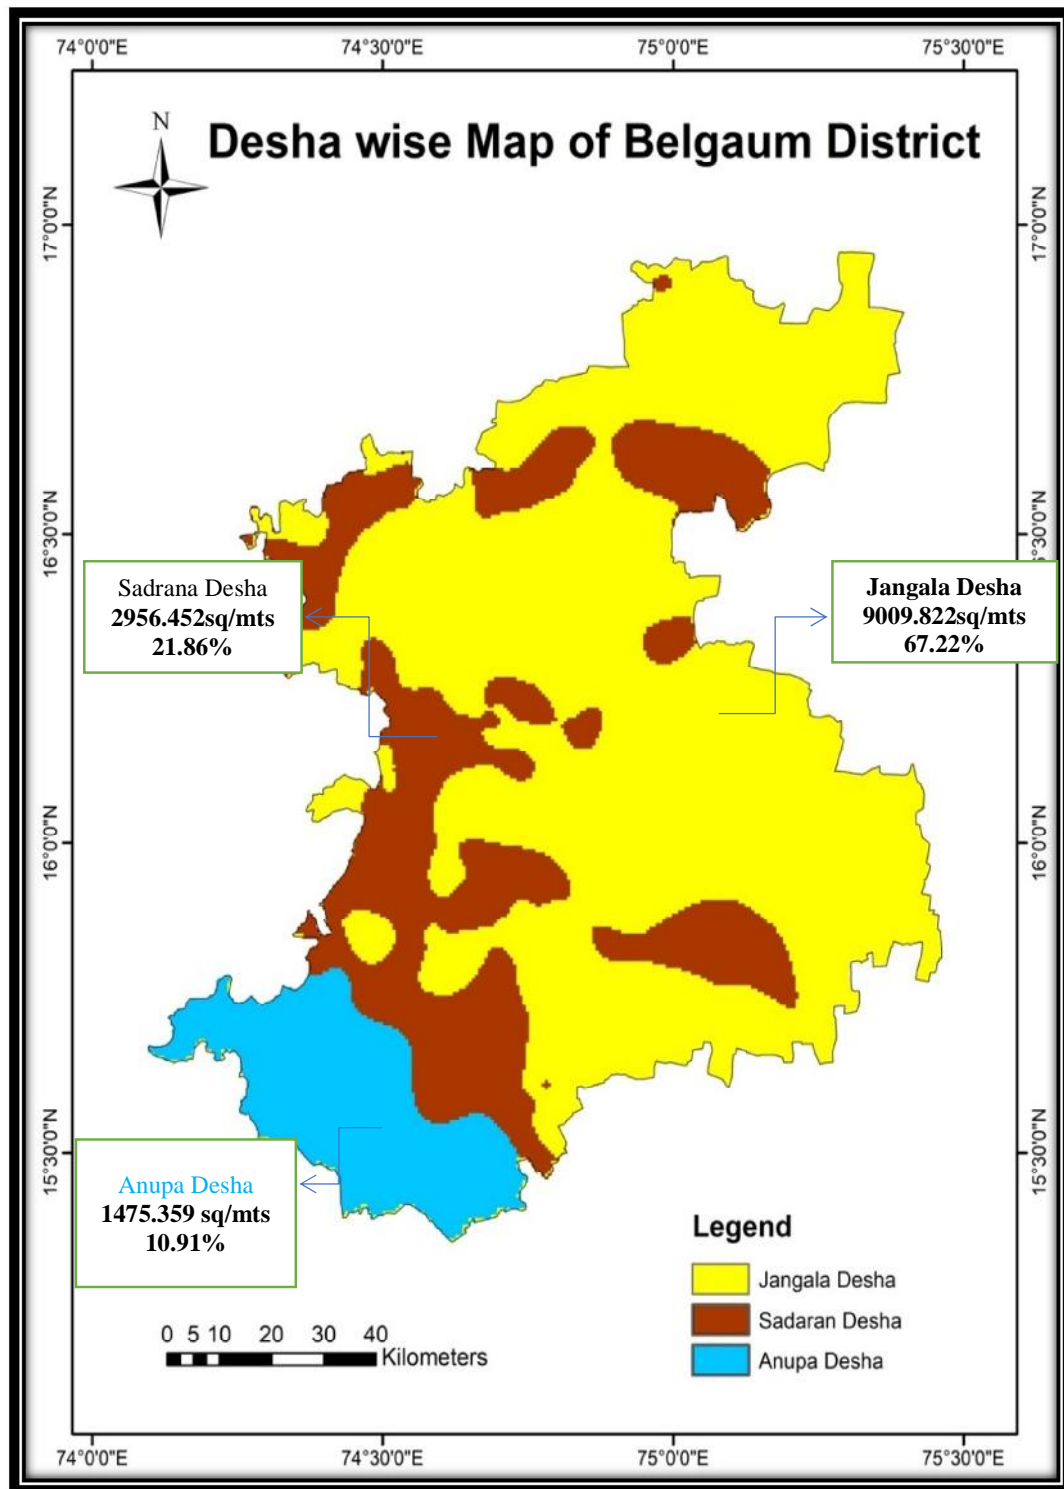 74°0'0"E 74°30'0"E 75°0'0"E 75°30'0"E
N
Desha wise Map of Belgaum District
17°0'0"N 17°0'0"N
16°30'0"N 16°30'0"N
Sadrana Desha
2956.452sq/mts
21.86%
Jangala Desha
9009.822sq/mts
67.22%
16°0'0"N 16°0'0"N
15°30'0"N 15°30'0"N
Anupa Desha
1475.359 sq/mts
10.91%
Legend
Jangala Desha
Sadaran Desha
Anupa Desha
0 5 10 20 30 40
Kilometers
74°0'0"E 74°30'0"E 75°0'0"E 75°30'0"E